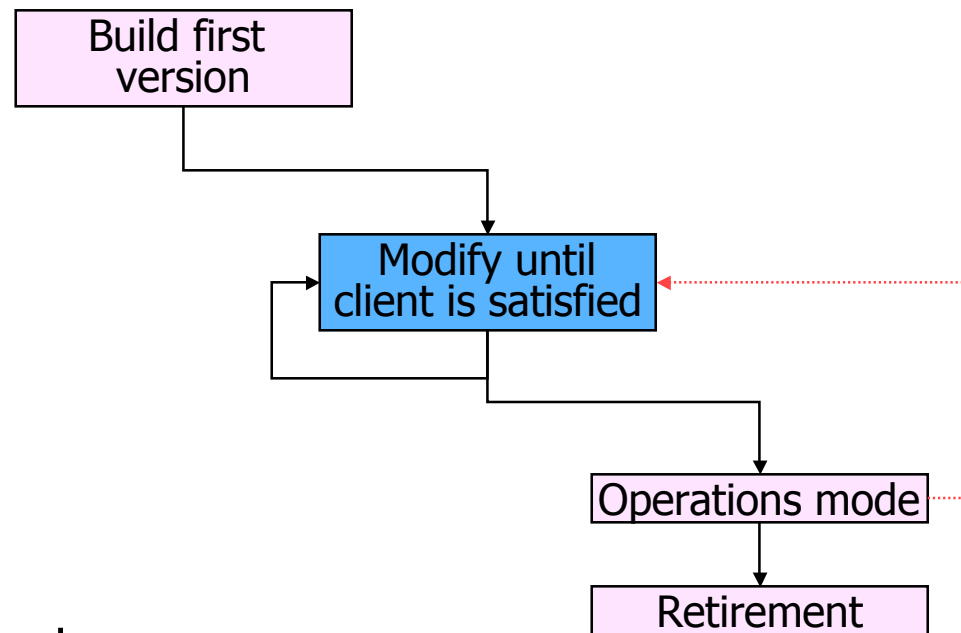 Build first
version
Modify until
client is satisfied
Operations mode
Retirement